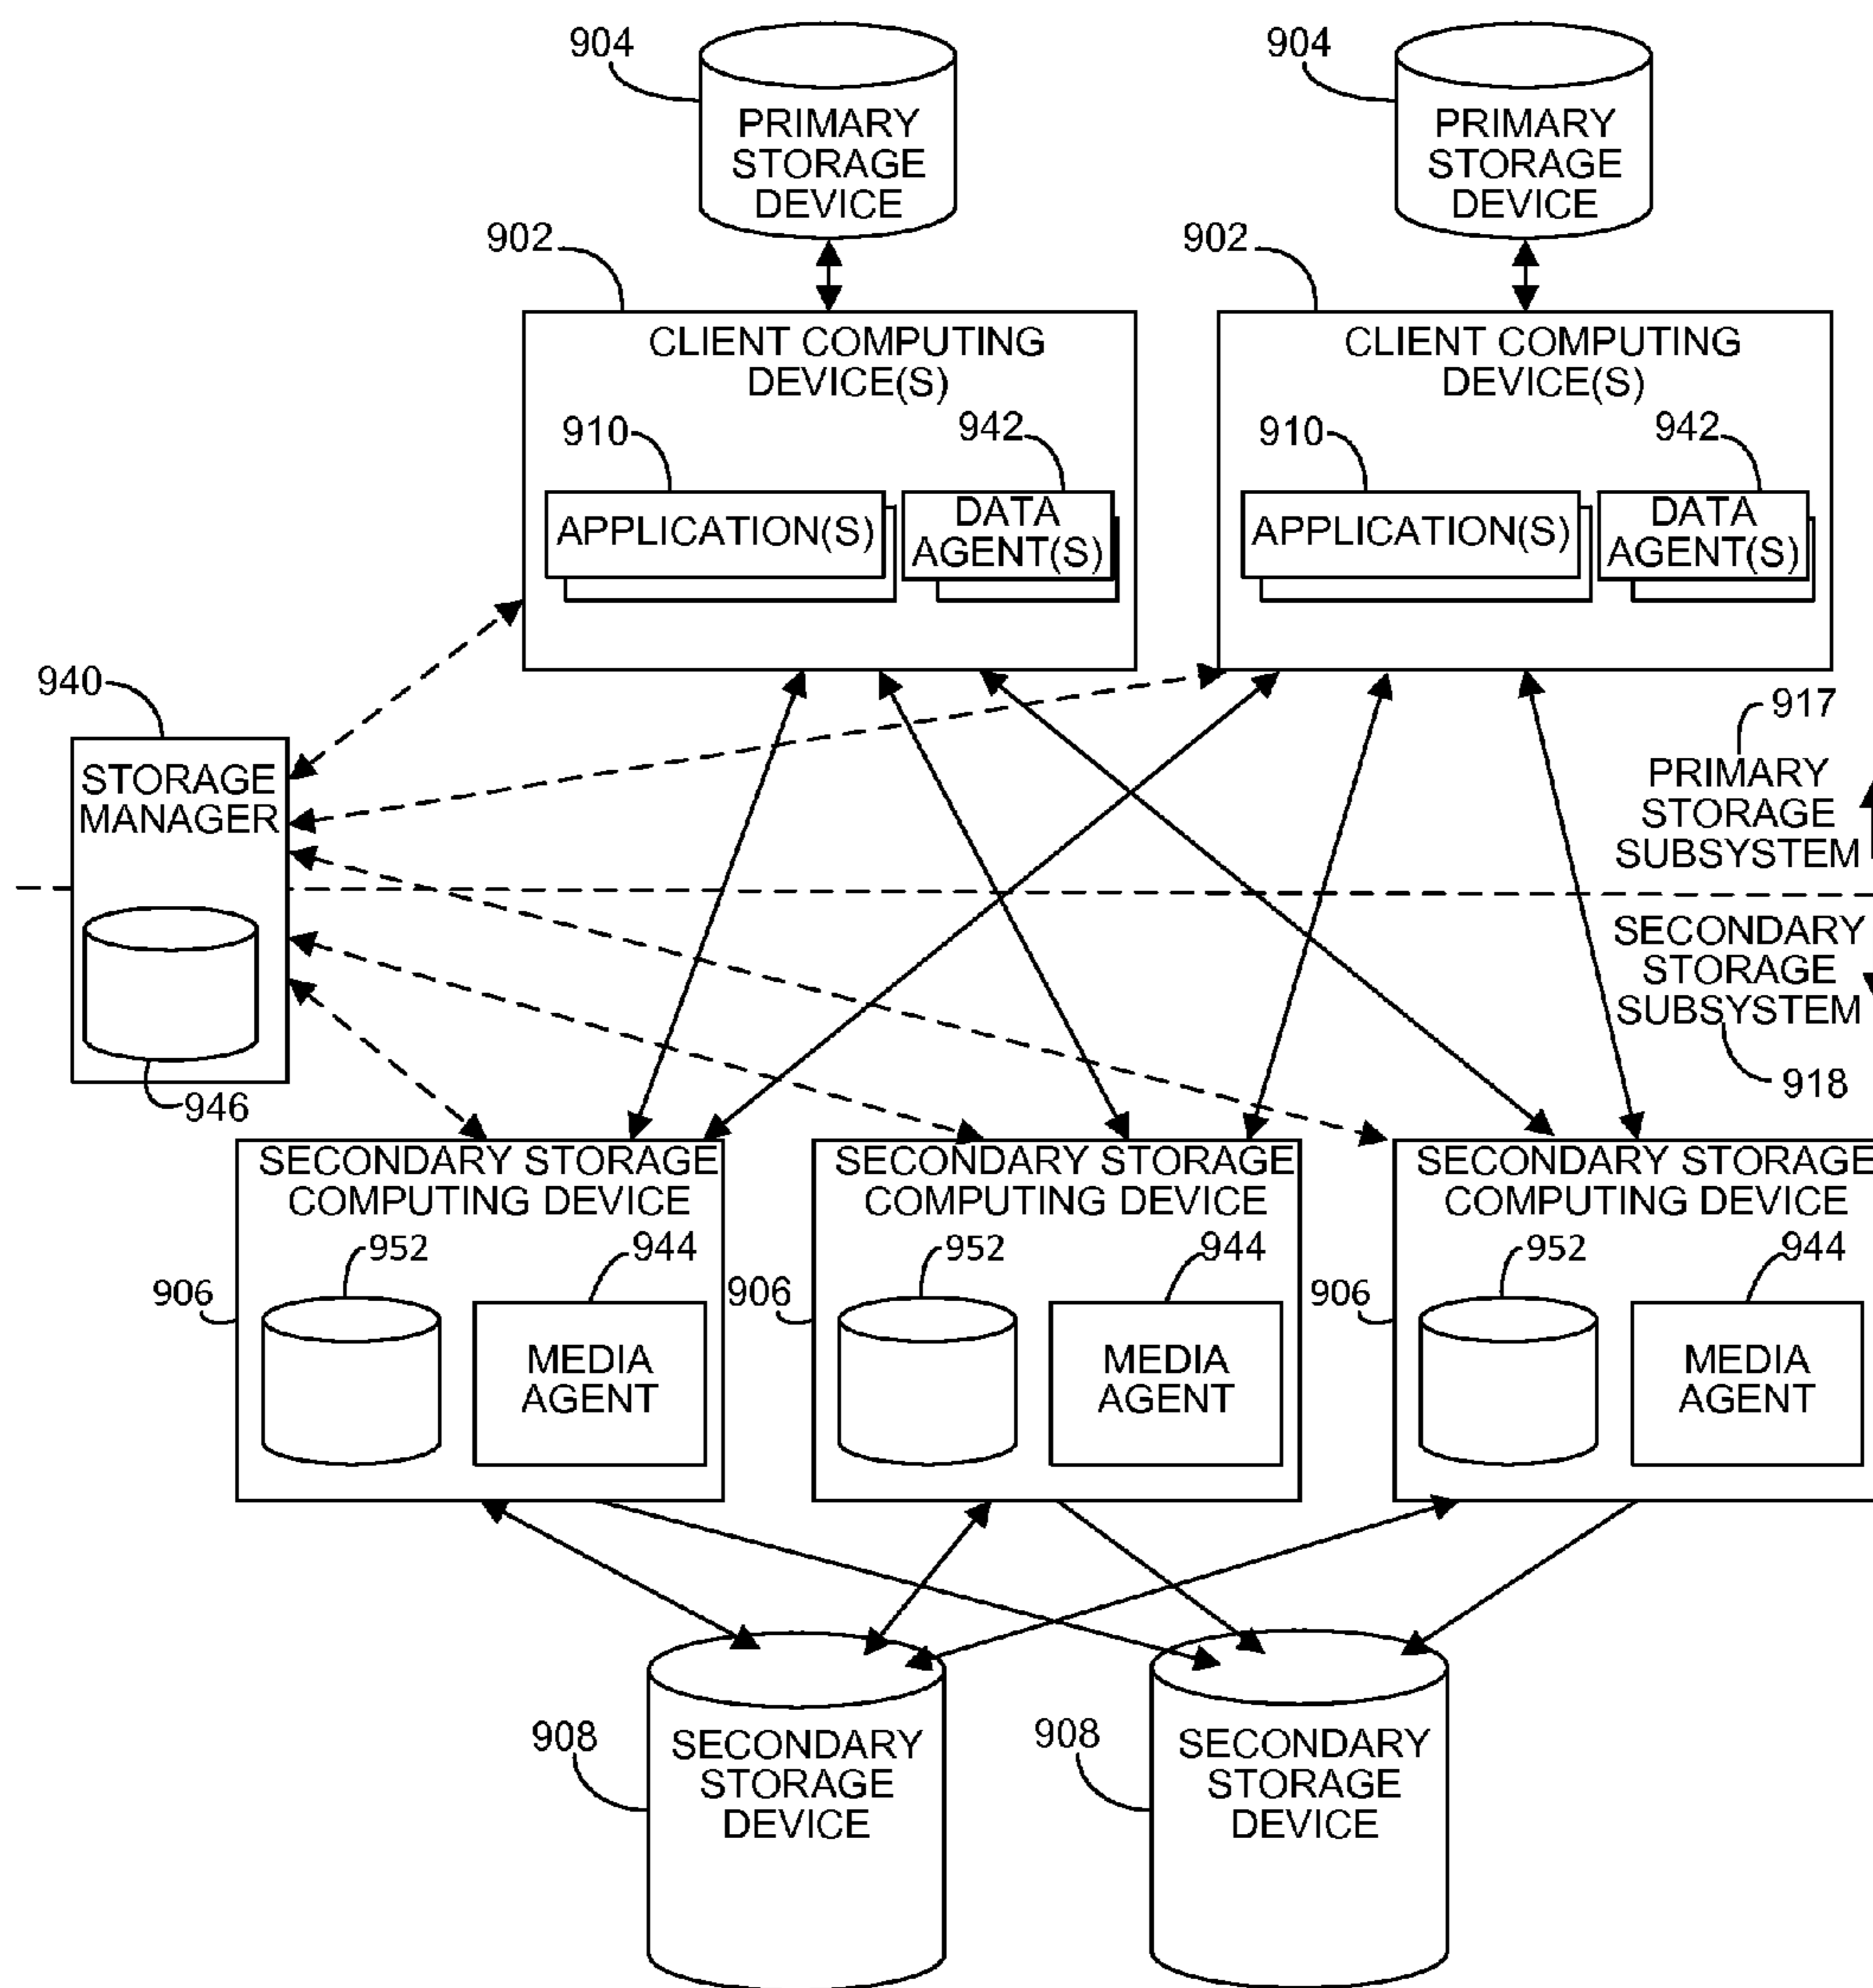 904
904
PRIMARY
STORAGE
DEVICE
PRIMARY
STORAGE
DEVICE
902
902
CLIENT COMPUTING
DEVICE(S)
910
942
APPLICATION(S)
DATA
AGENT(S)
CLIENT COMPUTING
DEVICE(S)
910
942
APPLICATION(S)
DATA
AGENT(S)
940
STORAGE
MANAGER
946
917
PRIMARY
STORAGE
SUBSYSTEM
SECONDARY
STORAGE
SUBSYSTEM
918
SECONDARY STORAGE
COMPUTING DEVICE
952
944
906
MEDIA
AGENT
SECONDARY STORAGE
COMPUTING DEVICE
952
944
906
MEDIA
AGENT
SECONDARY STORAGE
COMPUTING DEVICE
952
944
906
MEDIA
AGENT
908
SECONDARY
STORAGE
DEVICE
908
SECONDARY
STORAGE
DEVICE